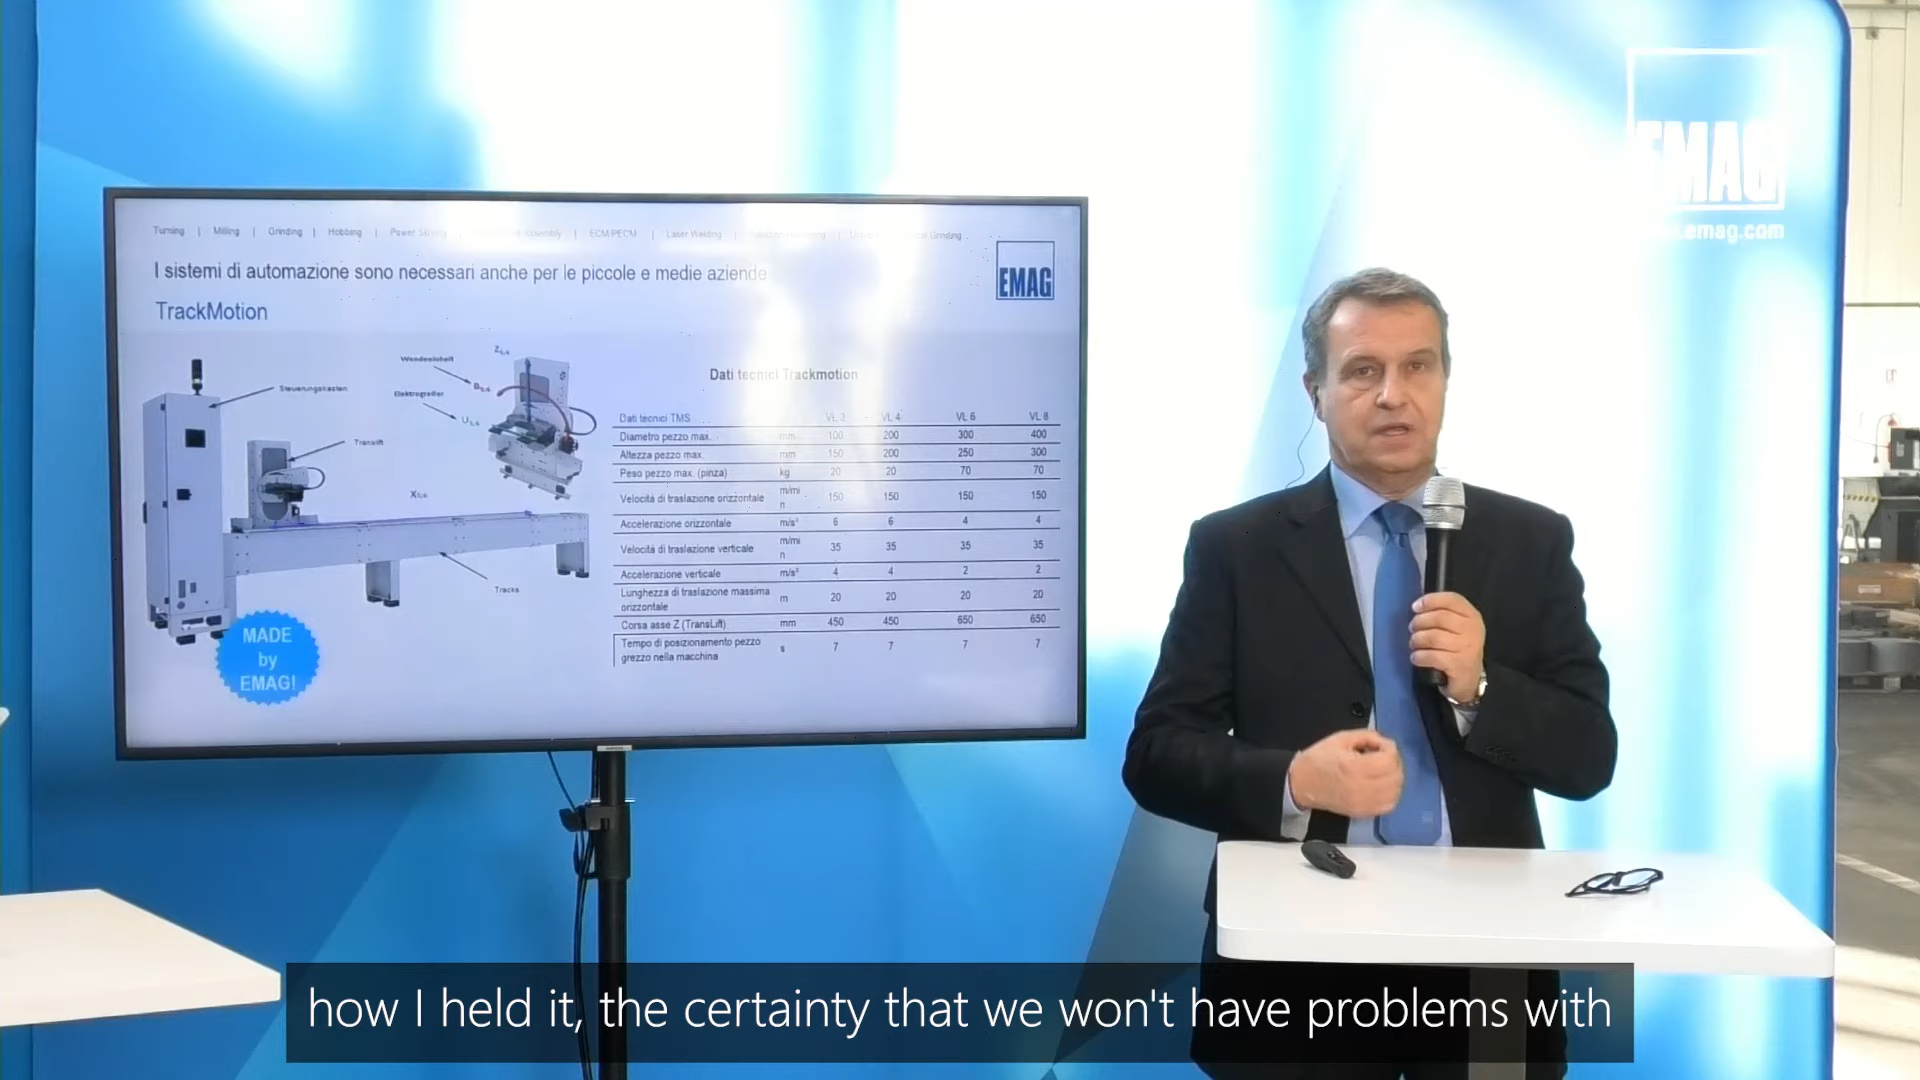 EMAG
emag.com
Turning | Milling | Grinding | Hobbing | Power | Assembly | ECM/PECM | Laser Welding | Grinding
I sistemi di automazione sono necessari anche per le piccole e medie aziende
EMAG
TrackMotion
Steuerungskasten
Translift
Wendeeinheit
Elektrogreifer
Tracks
MADE
by
EMAG!
Dati tecnici Trackmotion
Dati tecnici TMS VL 2 VL 4 VL 6 VL 8
Diametro pezzo max. mm 100 200 300 400
Altezza pezzo max. mm 150 200 250 300
Peso pezzo max. (pinza) kg 20 20 70 70
Velocità di traslazione orizzontale m/mi
n 150 150 150 150
Accelerazione orizzontale m/s² 6 6 4 4
Velocità di traslazione verticale m/mi
n 35 35 35 35
Accelerazione verticale m/s² 4 4 2 2
Lunghezza di traslazione massima
orizzontale m 20 20 20 20
Corsa asse Z (TransLift) mm 450 450 650 650
Tempo di posizionamento pezzo
grezzo nella macchina s 7 7 7 7
how I held it, the certainty that we won't have problems with